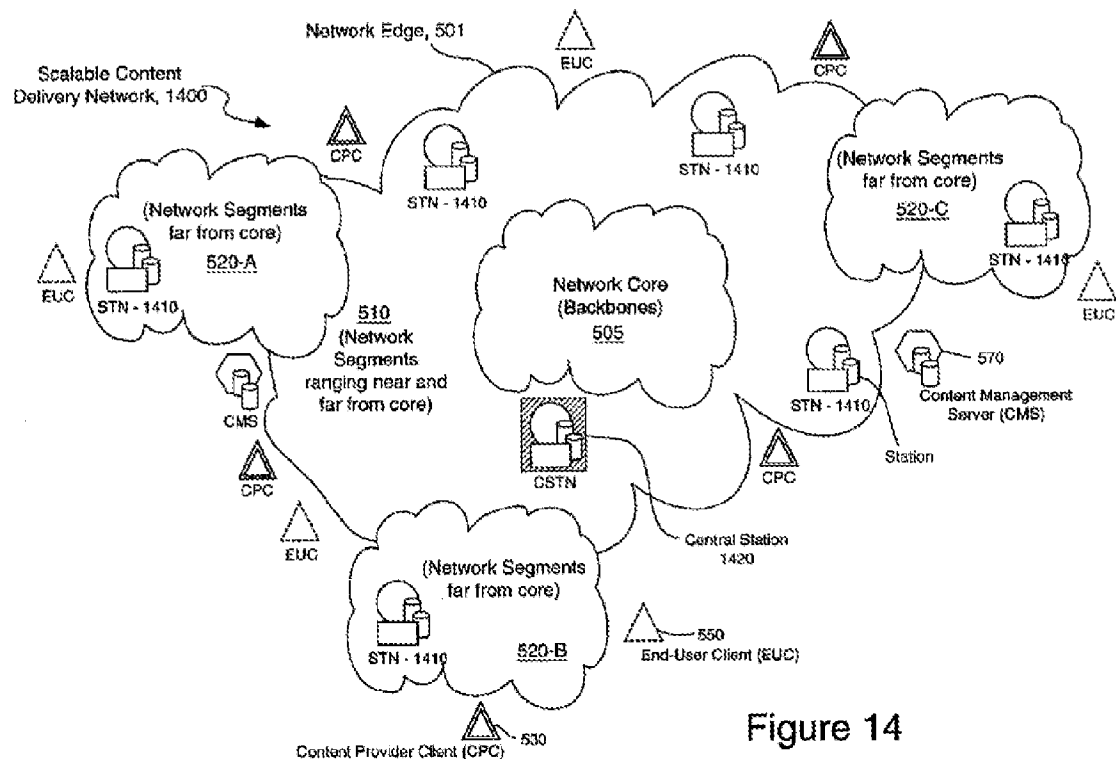 Network Edge, 501
EUC
CPC
Scalable Content
Delivery Network, 1400
CPC
STN - 1410
STN - 1410
(Network Segments
far from core)
520-A
STN - 1410
EUC
(Network Segments
far from core)
520-C
STN - 1410
EUC
Network Core
(Backbones)
505
510
(Network
Segments
ranging near and
far from core)
STN - 1410
570
Content Management
Server (CMS)
Station
CMS
CPC
EUC
CSTN
CPC
Central Station
1420
(Network Segments
far from core)
STN - 1410
520-B
550
End-User Client (EUC)
530
Content Provider Client (CPC)
Figure 14